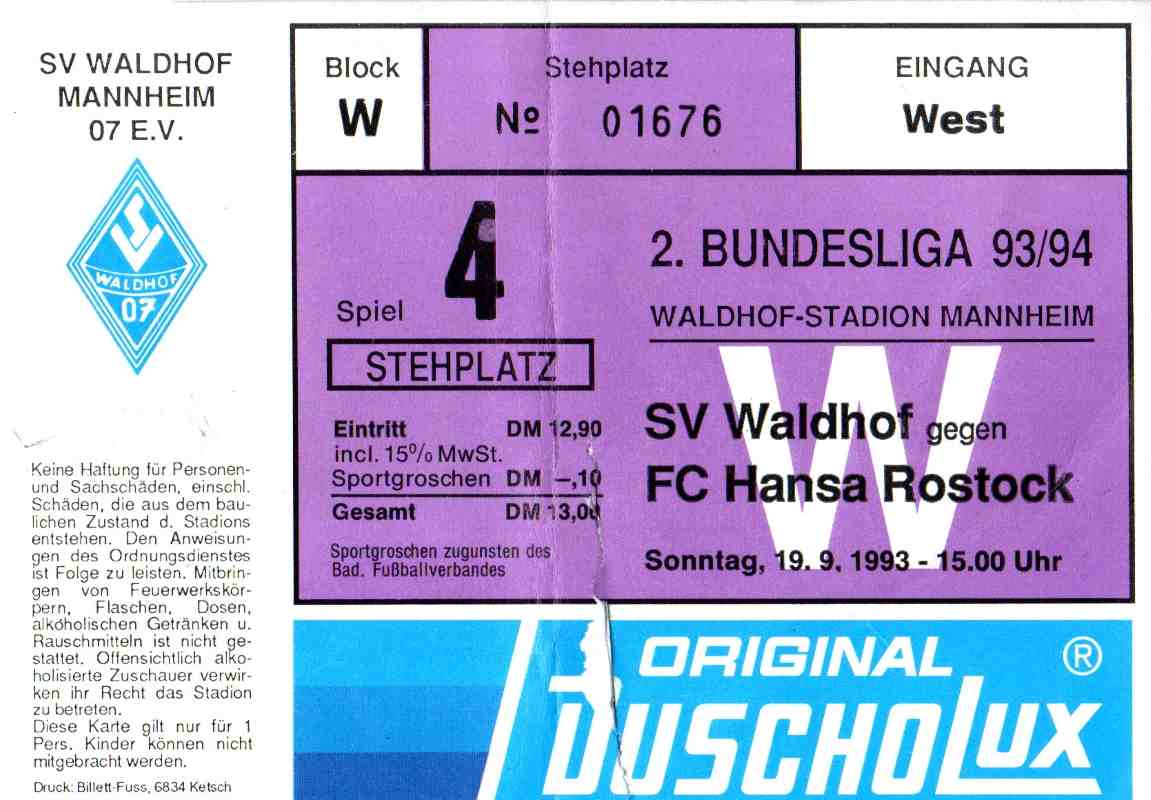 SV WALDHOF
MANNHEIM
07 E.V.
WALDHOF
07
Keine Haftung für Personen-
und Sachschäden, einschl.
Schäden, die aus dem bau-
lichen Zustand d. Stadions
entstehen. Den Anweisun-
gen des Ordnungsdienstes
ist Folge zu leisten. Mitbrin-
gen von Feuerwerkskör-
pern, Flaschen, Dosen,
alkoholischen Getränken u.
Rauschmitteln ist nicht ge-
stattet. Offensichtlich alko-
holisierte Zuschauer verwir-
ken ihr Recht das Stadion
zu betreten.
Diese Karte gilt nur für 1
Pers. Kinder können nicht
mitgebracht werden.
Druck: Billett-Fuss, 6834 Ketsch
Block
W
Stehplatz
Nº 01676
EINGANG
West
Spiel 4
STEHPLATZ
Eintritt DM 12,90
incl. 15% MwSt.
Sportgroschen DM –,10
Gesamt DM 13,00
Sportgroschen zugunsten des
Bad. Fußballverbandes
2. BUNDESLIGA 93/94
WALDHOF-STADION MANNHEIM
W
SV Waldhof gegen
FC Hansa Rostock
Sonntag, 19. 9. 1993 - 15.00 Uhr
ORIGINAL ®
DUSCHOLUX